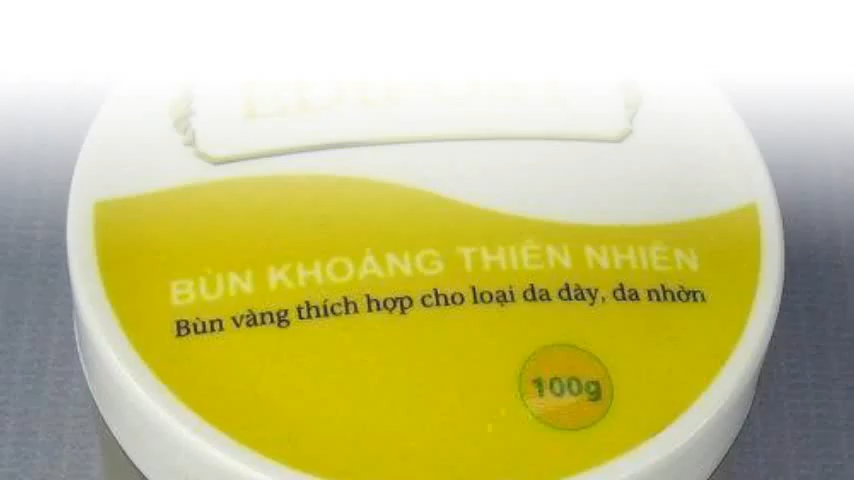 BÙN KHOÁNG THIÊN NHIÊN
Bùn vàng thích hợp cho loại da dày, da nhờn
100g